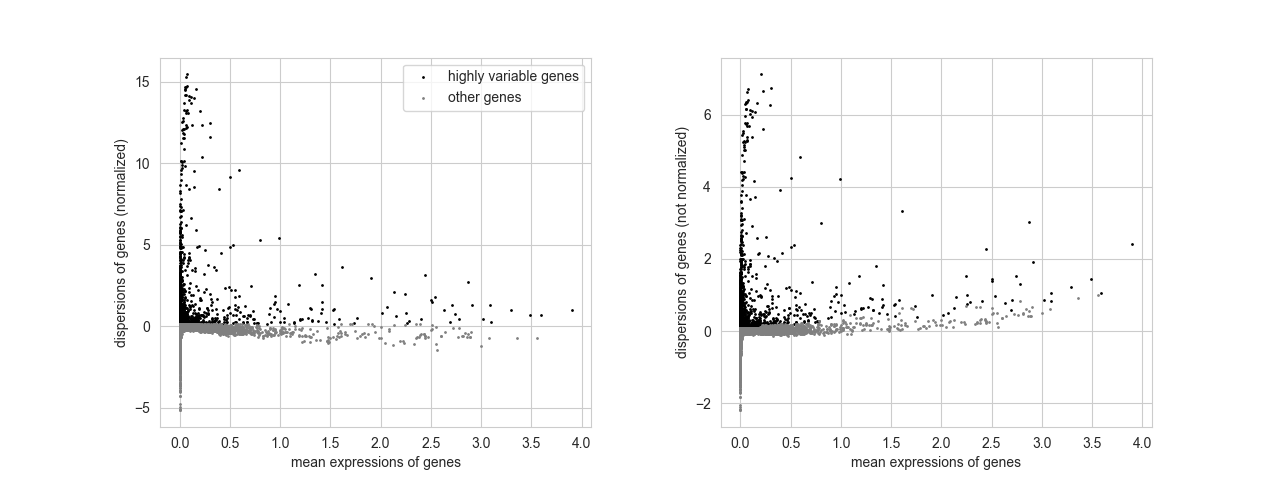 highly variable genes
other genes
15
10
5
0
−5
dispersions of genes (normalized)
0.0 0.5 1.0 1.5 2.0 2.5 3.0 3.5 4.0
mean expressions of genes
6
4
2
0
−2
dispersions of genes (not normalized)
0.0 0.5 1.0 1.5 2.0 2.5 3.0 3.5 4.0
mean expressions of genes